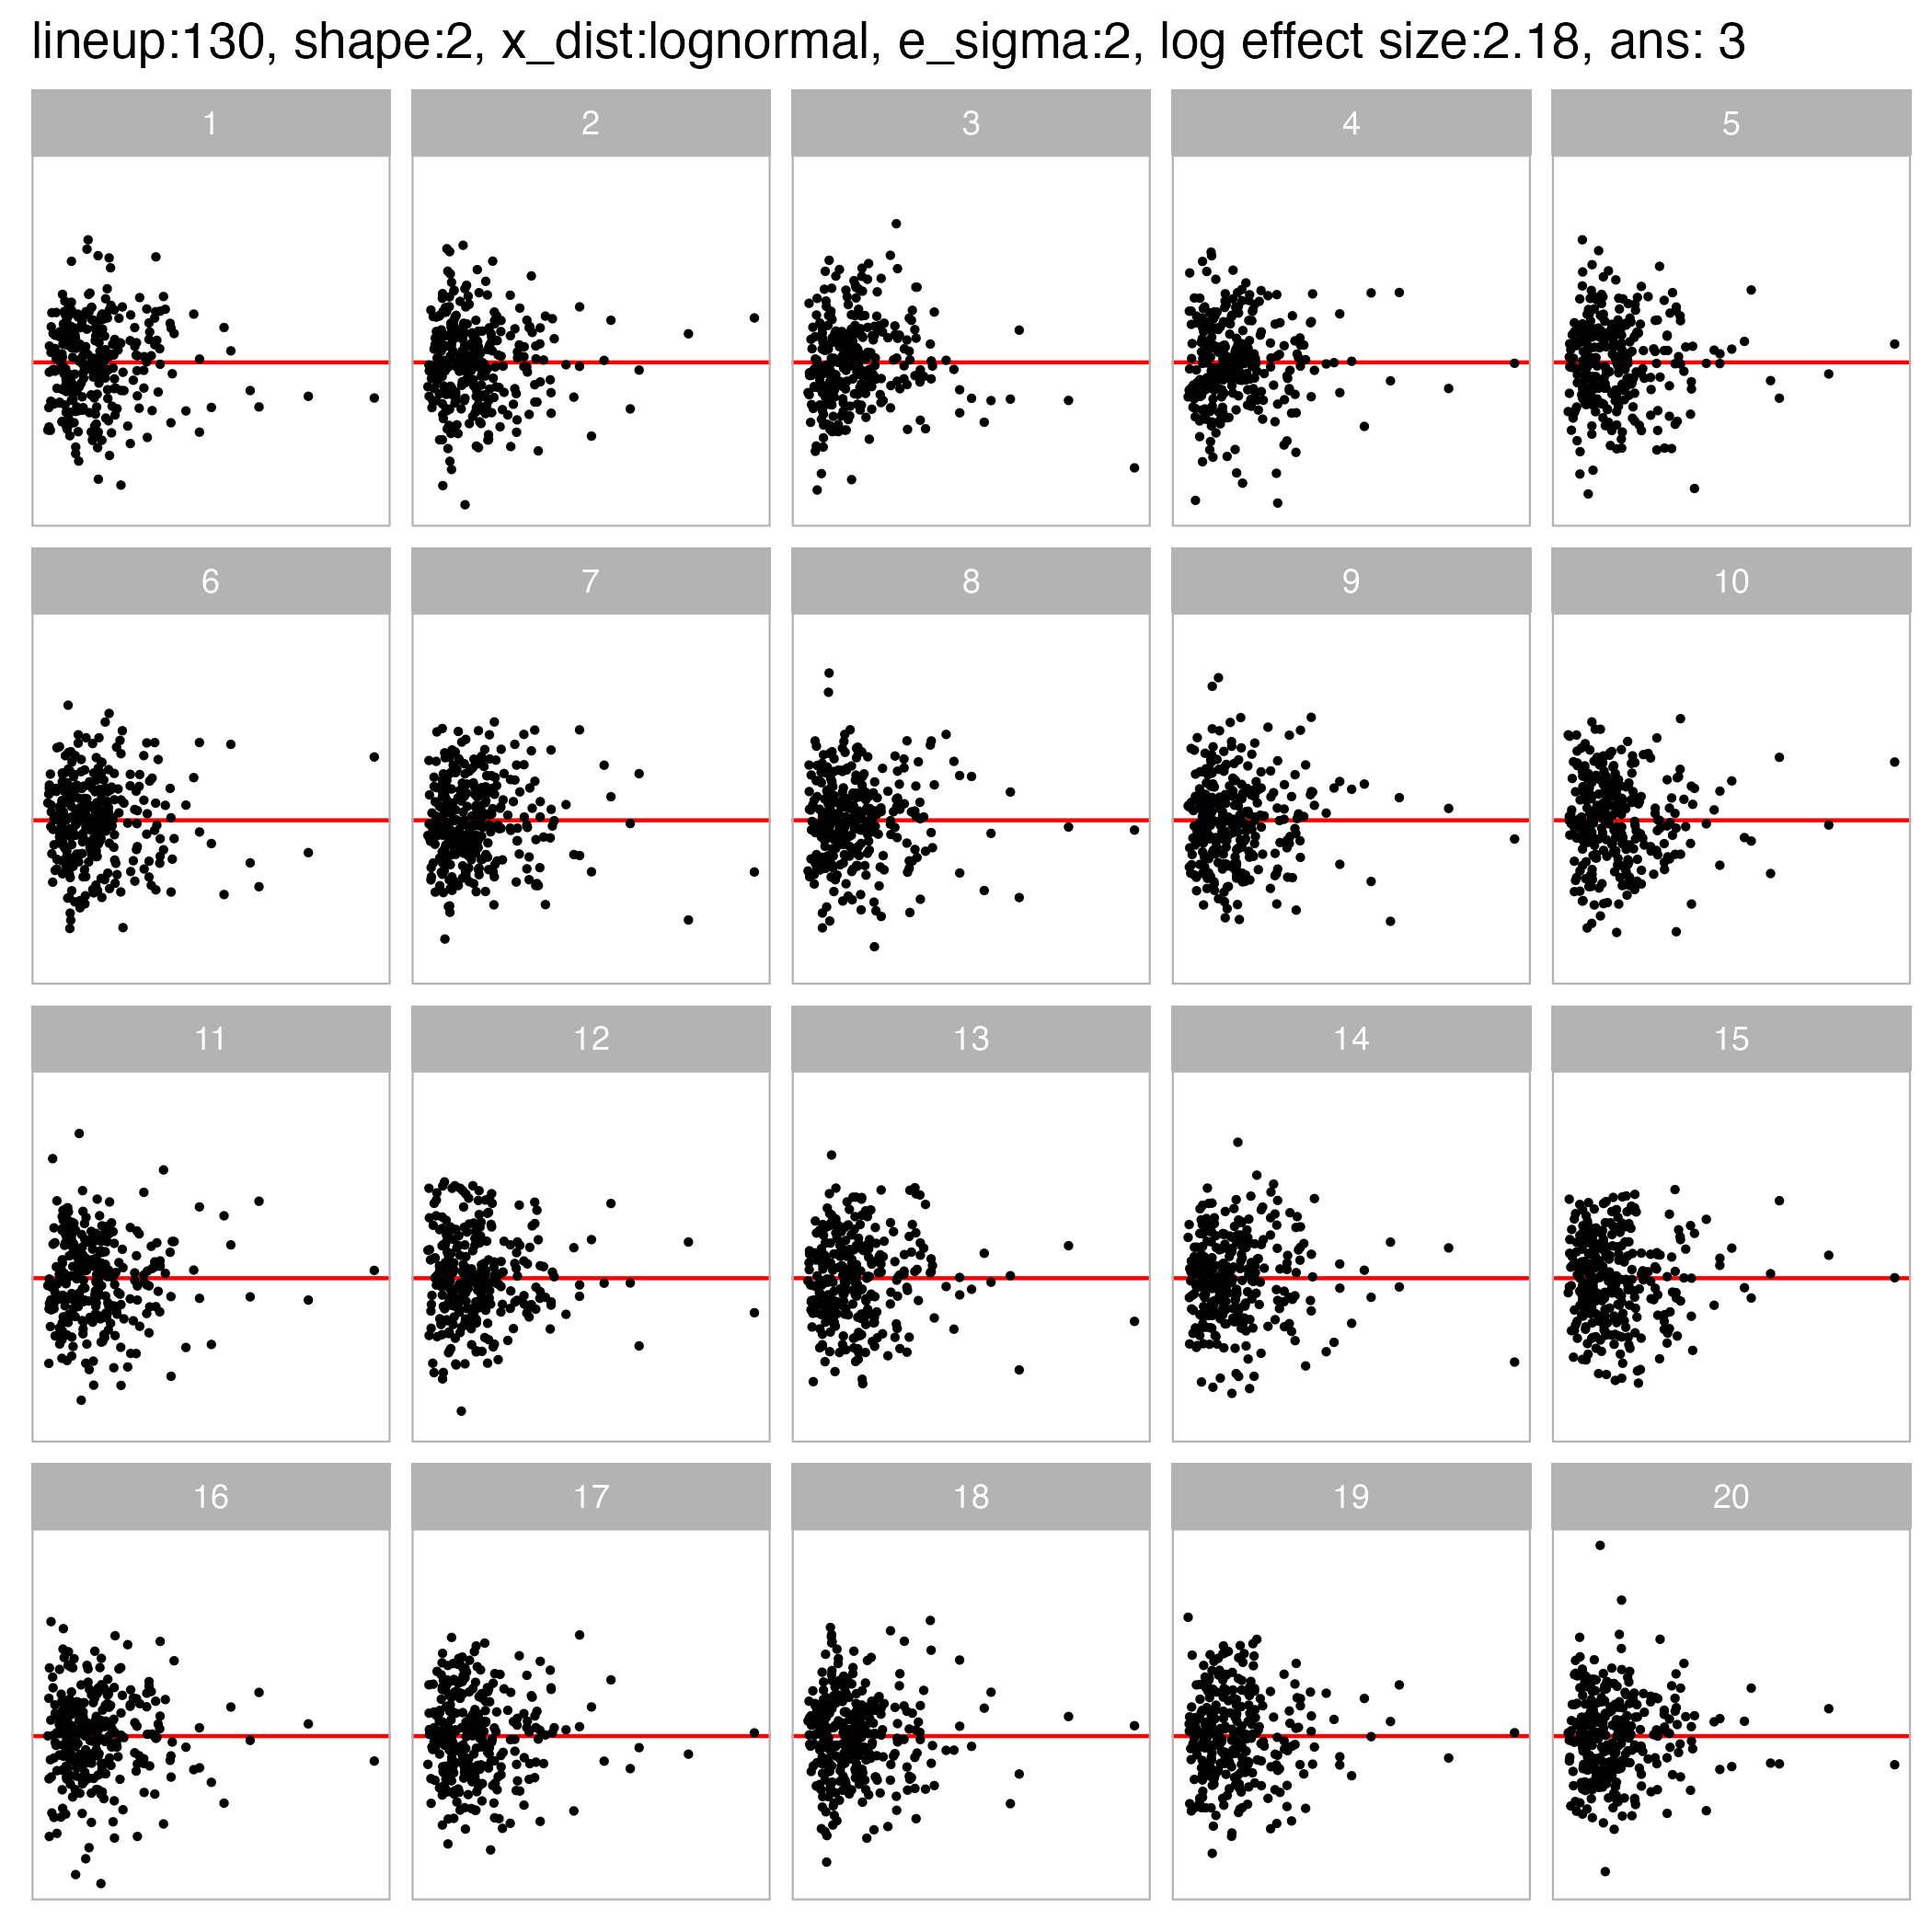 lineup:130, shape:2, x_dist:lognormal, e_sigma:2, log effect size:2.18, ans: 3
1 2 3 4 5
6 7 8 9 10
11 12 13 14 15
16 17 18 19 20